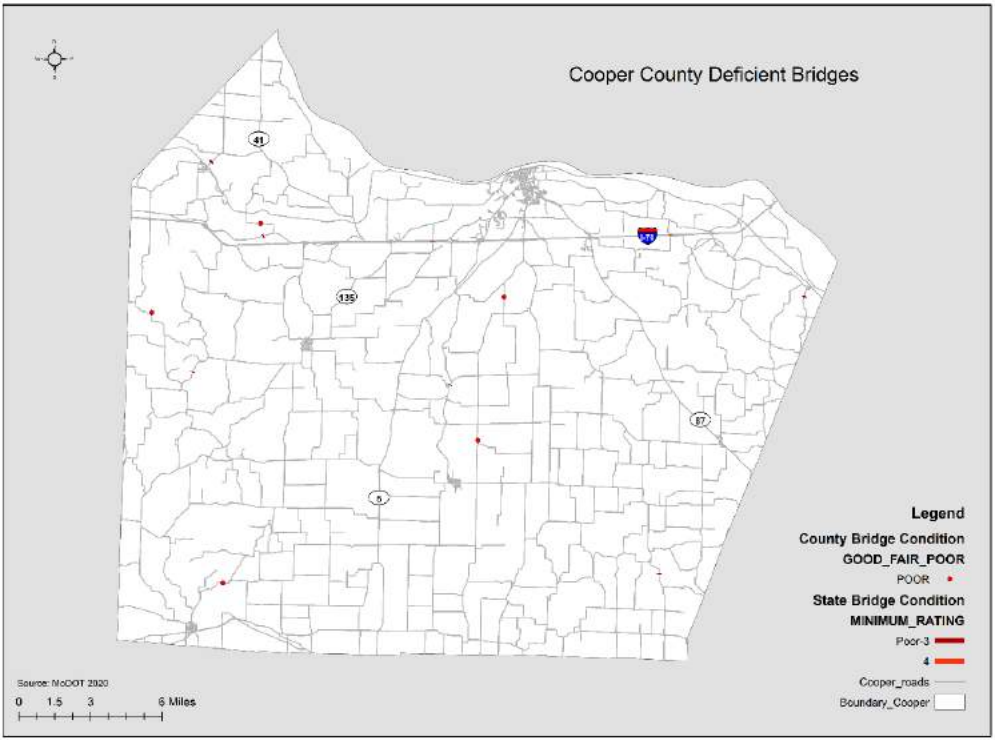 Cooper County Deficient Bridges
41
I-70
135
87
5
Legend
County Bridge Condition
GOOD_FAIR_POOR
POOR
State Bridge Condition
MINIMUM_RATING
Poor-3
4
Cooper_roads
Boundary_Cooper
Source: MoDOT 2020
0 1.5 3 6 Miles